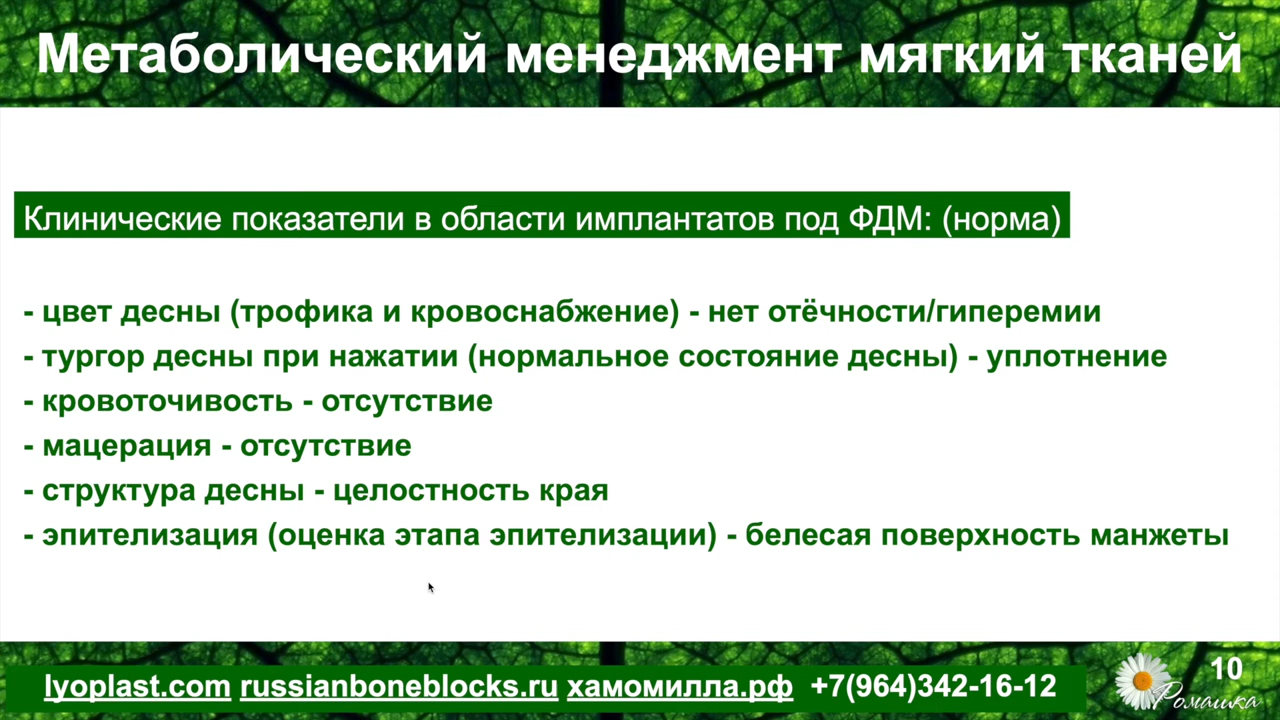 Метаболический менеджмент мягкий тканей
Клинические показатели в области имплантатов под ФДМ: (норма)
- цвет десны (трофика и кровоснабжение) - нет отёчности/гиперемии
- тургор десны при нажатии (нормальное состояние десны) - уплотнение
- кровоточивость - отсутствие
- мацерация - отсутствие
- структура десны - целостность края
- эпителизация (оценка этапа эпителизации) - белесая поверхность манжеты
lyoplast.com russianboneblocks.ru хамомилла.рф +7(964)342-16-12
Ромашка
10